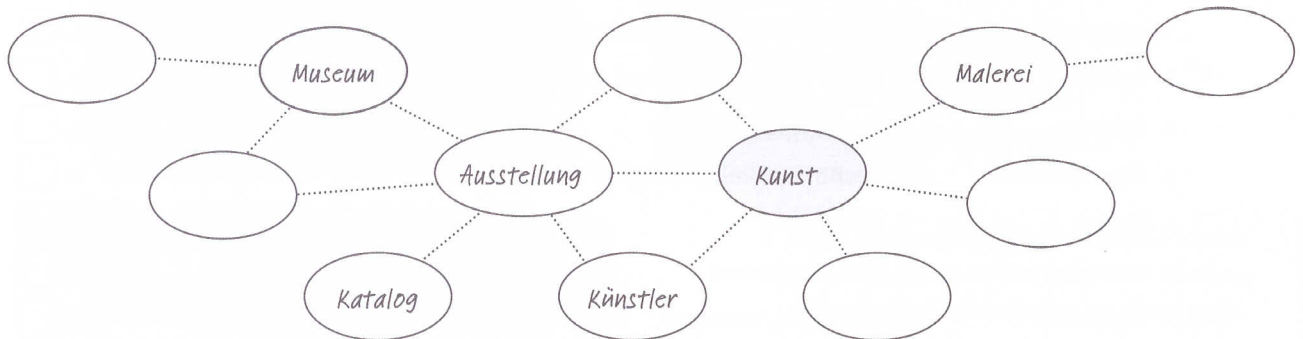 Museum
Malerei
Ausstellung
Kunst
Katalog
Künstler